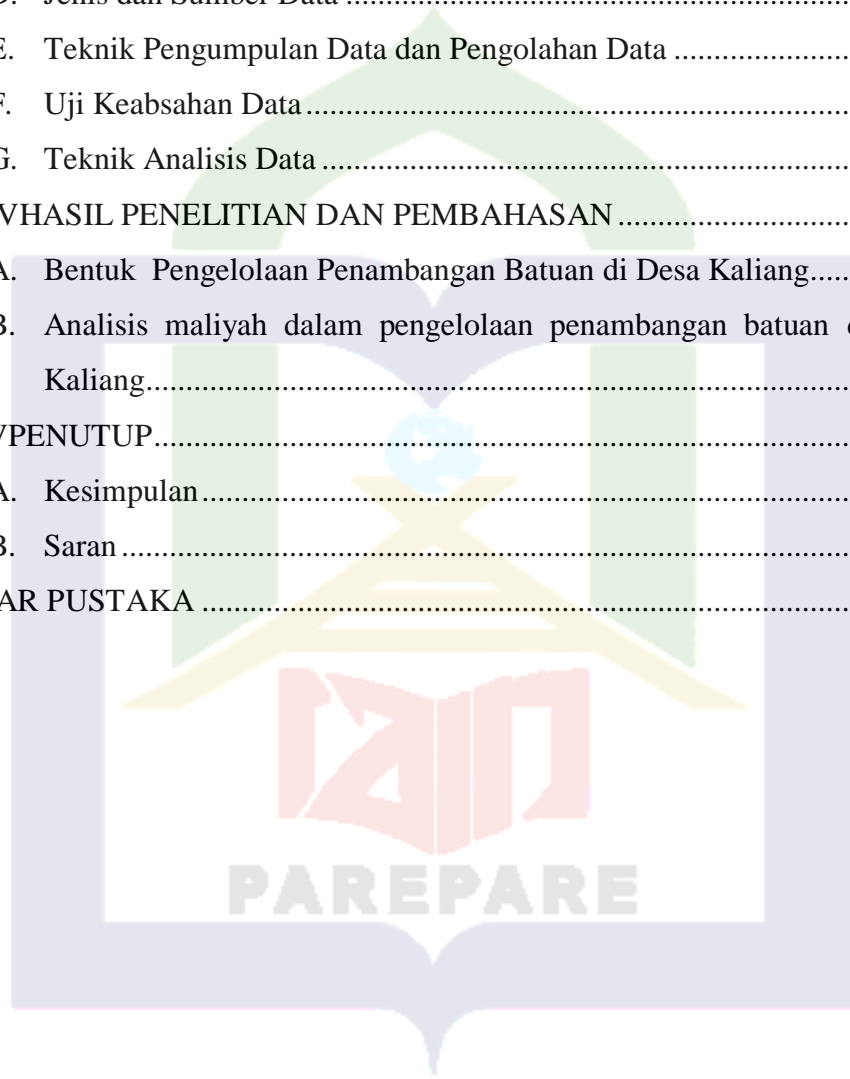 D. Jenis dan Sumber Data ................................................................
E. Teknik Pengumpulan Data dan Pengolahan Data ......................
F. Uji Keabsahan Data ....................................................................
G. Teknik Analisis Data ..................................................................
VHASIL PENELITIAN DAN PEMBAHASAN ............................
A. Bentuk Pengelolaan Penambangan Batuan di Desa Kaliang.....
B. Analisis maliyah dalam pengelolaan penambangan batuan
Kaliang........................................................................................
VPENUTUP.......................................................................................
A. Kesimpulan .................................................................................
B. Saran ...........................................................................................
AR PUSTAKA .................................................................................
iain
PAREPARE